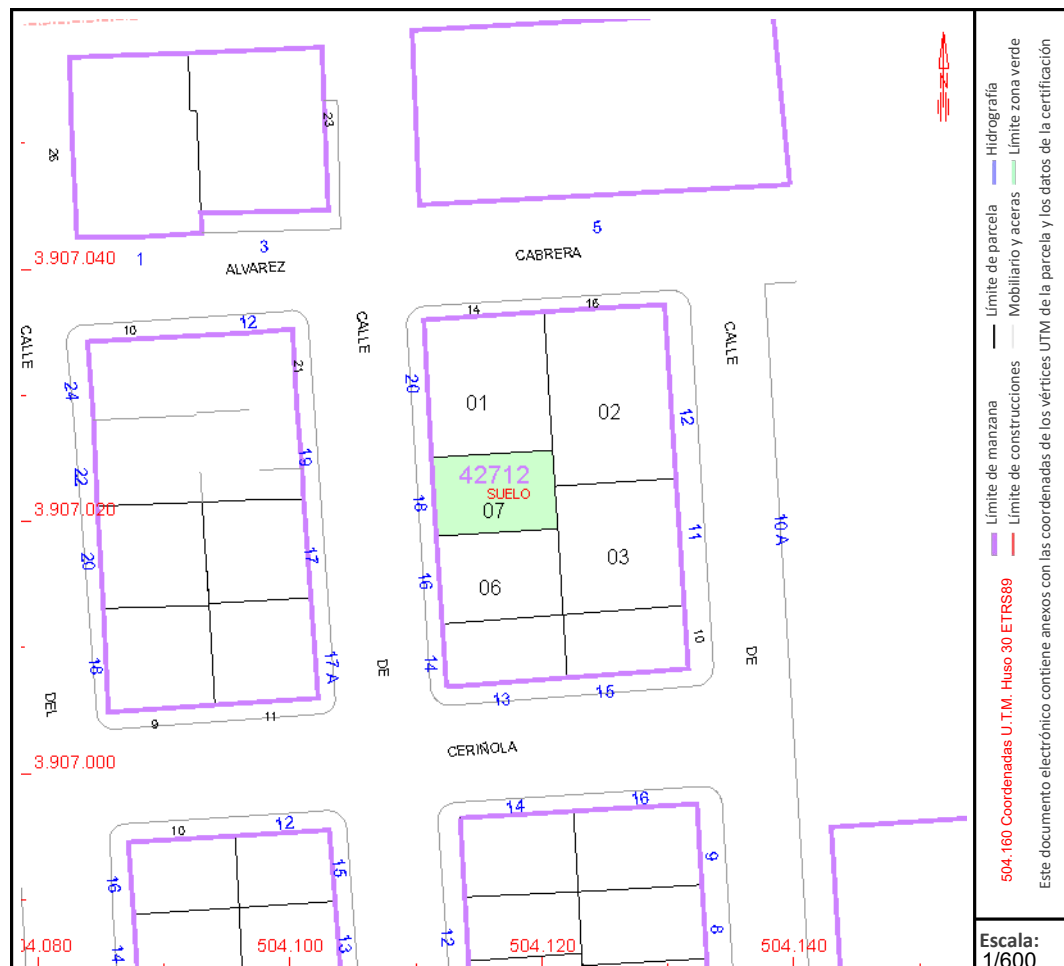 26
23
1
3
5
3.907.040
ALVAREZ
CABRERA
CALLE
10
12
CALLE
14
16
CALLE
24
21
20
01
02
12
22
19
42712
SUELO
07
18
3.907.020
20
17
16
06
03
11
10 A
18
17 A
DE
14
10
DE
DEL
9
11
13
15
CERIÑOLA
3.907.000
10
12
14
16
16
15
9
14
13
12
8
4.080
504.100
504.120
504.140
N
Hidrografía
Límite zona verde
Límite de parcela
Mobiliario y aceras
Límite de manzana
Límite de construcciones
504.160 Coordenadas U.T.M. Huso 30 ETRS89
Este documento electrónico contiene anexos con las coordenadas de los vértices UTM de la parcela y los datos de la certificación
Escala:
1/600